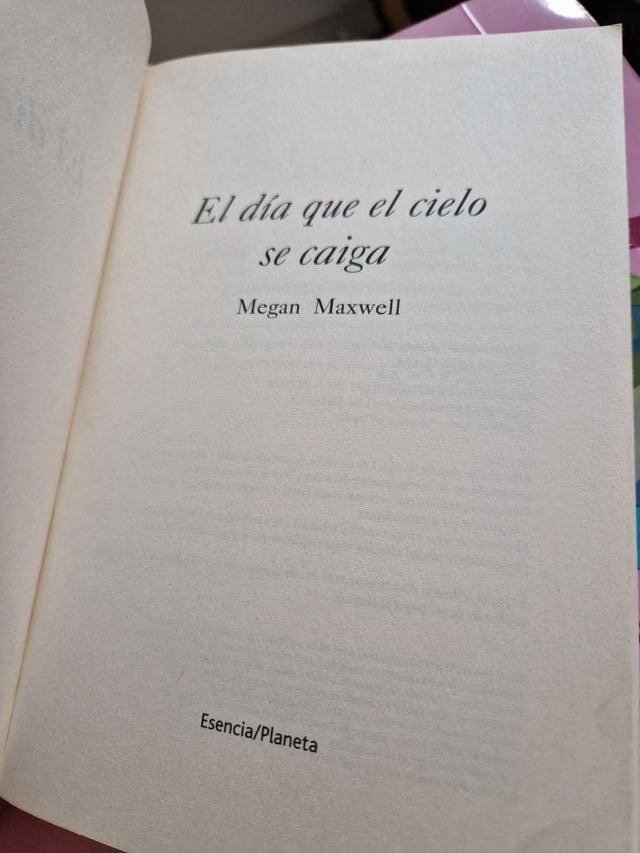 El día que el cielo
se caiga
Megan Maxwell
Esencia/Planeta